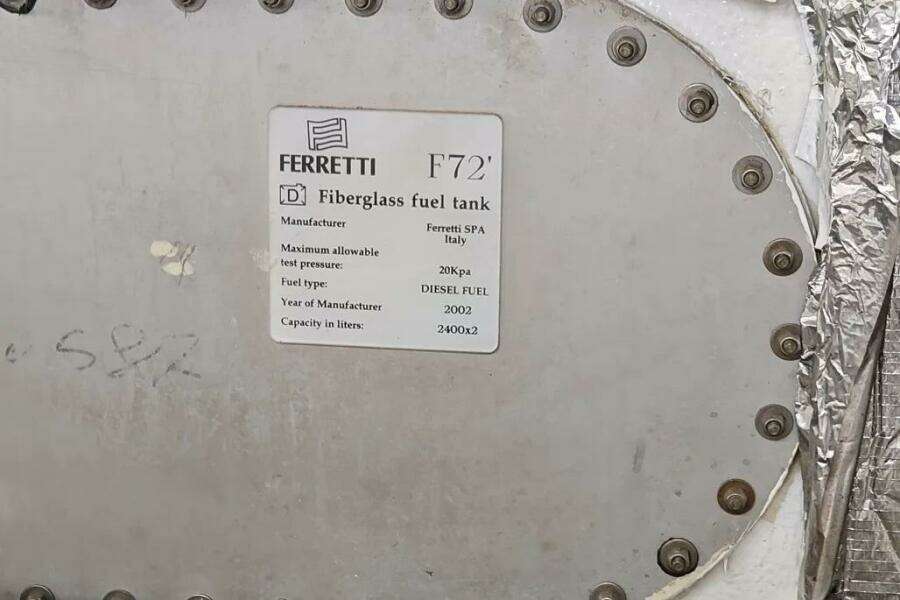 FERRETTI F72'
D Fiberglass fuel tank
Manufacturer Ferretti SPA
Italy
Maximum allowable
test pressure: 20Kpa
Fuel type: DIESEL FUEL
Year of Manufacturer 2002
Capacity in liters: 2400x2